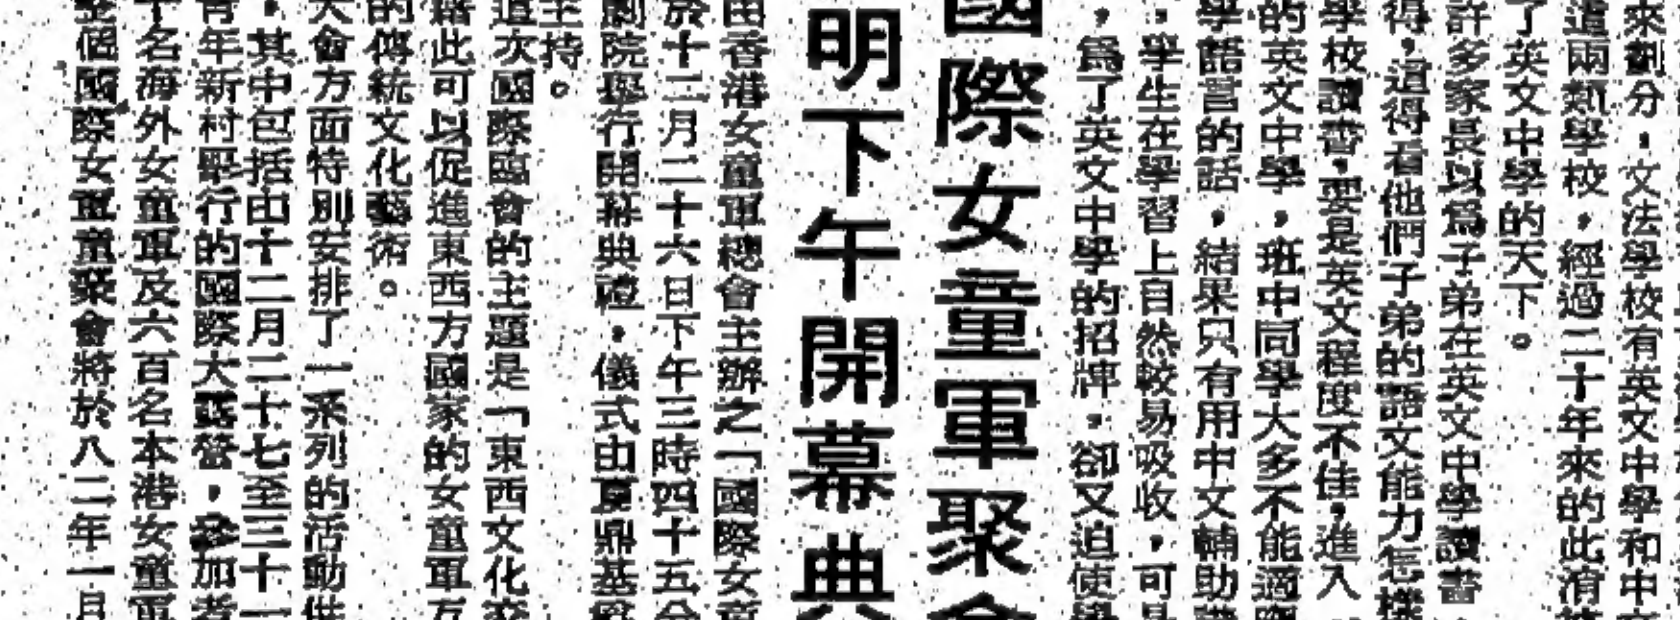 來劃分，文法學校有英文中學和中文
這兩類學校，經過二十年來的此消
了英文中學的天下。
許多家長以爲子弟在英文中學讀書
得，這得看他們子弟的語文能力怎樣
學校讀書，要是英文程度不佳，進入
的英文中學，班中同學大多不能適應
學語言的話，結果只有用中文輔助
，學生在學習上自然較易吸收，可是
，爲了英文中學的招牌，卻又迫使
國際女童軍聚會
明下午開幕典
由香港女童軍總會主辦之「國際女童
於十二月二十六日下午三時四十五分
劇院舉行開幕典禮，儀式由夏鼎基
主持。
這次國際聚會的主題是「東西文化交
藉此可以促進東西方國家的女童軍互
的傳統文化藝術。
大會方面特別安排了一系列的活動供
，其中包括由十二月二十七至三十一
青年新村舉行的國際大露營，參加者
十名海外女童軍及六百名本港女童軍
整個國際女童軍聚會將於八二年一月